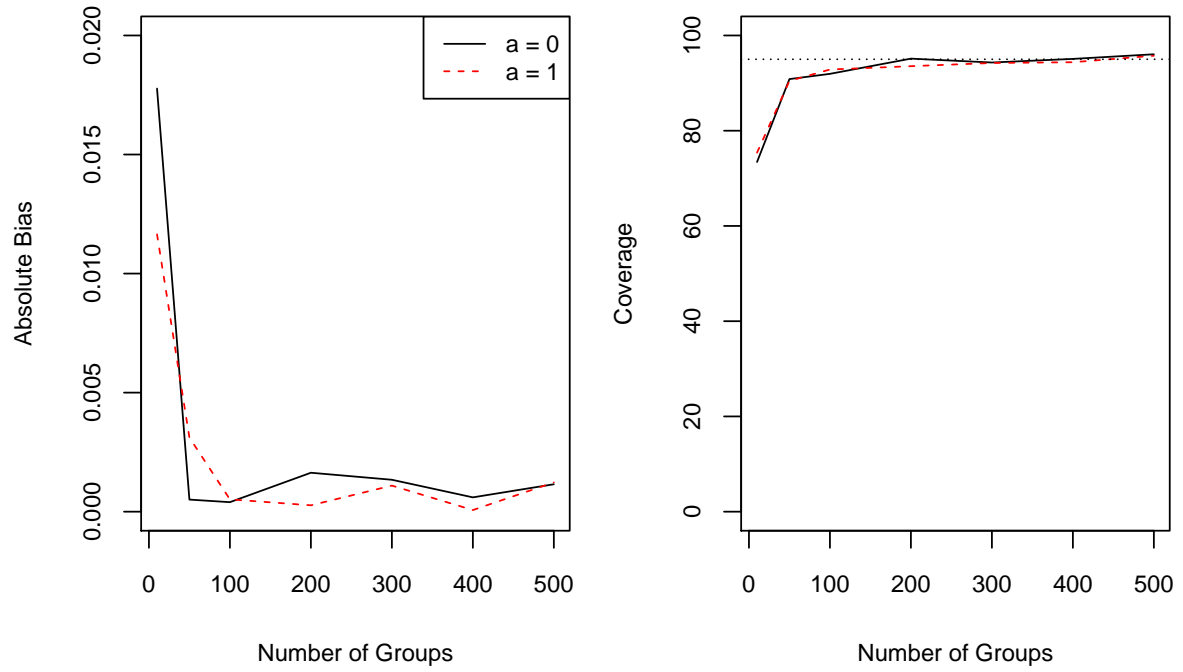 Absolute Bias
0.020
0.015
0.010
0.005
0.000
0 100 200 300 400 500
Number of Groups
a = 0
a = 1
Coverage
100
80
60
40
20
0
0 100 200 300 400 500
Number of Groups